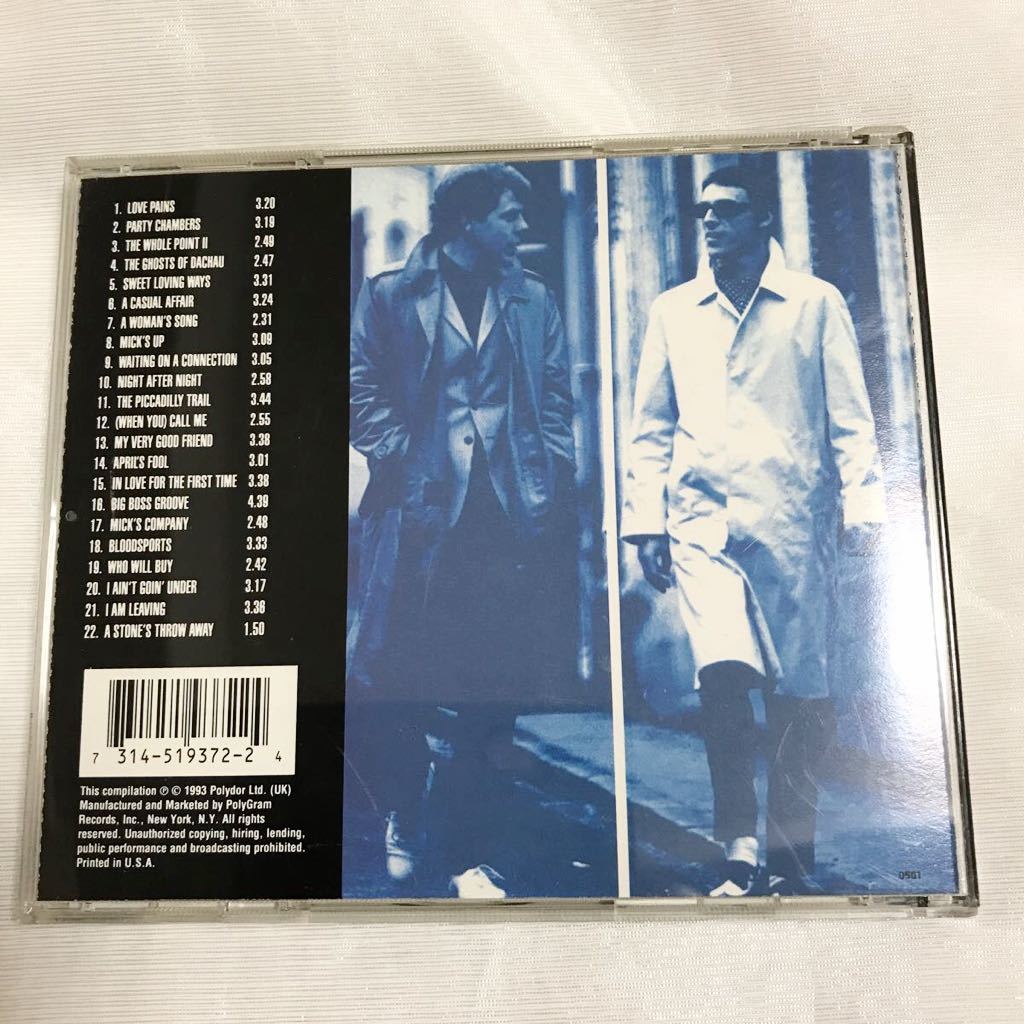 1. LOVE PAINS 3.20
2. PARTY CHAMBERS 3.19
3. THE WHOLE POINT II 2.49
4. THE GHOSTS OF DACHAU 2.47
5. SWEET LOVING WAYS 3.31
6. A CASUAL AFFAIR 3.24
7. A WOMAN'S SONG 2.31
8. MICK'S UP 3.09
9. WAITING ON A CONNECTION 3.05
10. NIGHT AFTER NIGHT 2.58
11. THE PICCADILLY TRAIL 3.44
12. (WHEN YOU) CALL ME 2.55
13. MY VERY GOOD FRIEND 3.38
14. APRIL'S FOOL 3.01
15. IN LOVE FOR THE FIRST TIME 3.38
16. BIG BOSS GROOVE 4.39
17. MICK'S COMPANY 2.48
18. BLOODSPORTS 3.33
19. WHO WILL BUY 2.42
20. I AIN'T GOIN' UNDER 3.17
21. I AM LEAVING 3.36
22. A STONE'S THROW AWAY 1.50
7 314-519372-2 4
This compilation ℗ © 1993 Polydor Ltd. (UK)
Manufactured and Marketed by PolyGram
Records, Inc., New York, N.Y. All rights
reserved. Unauthorized copying, hiring, lending,
public performance and broadcasting prohibited.
Printed in U.S.A.
0561